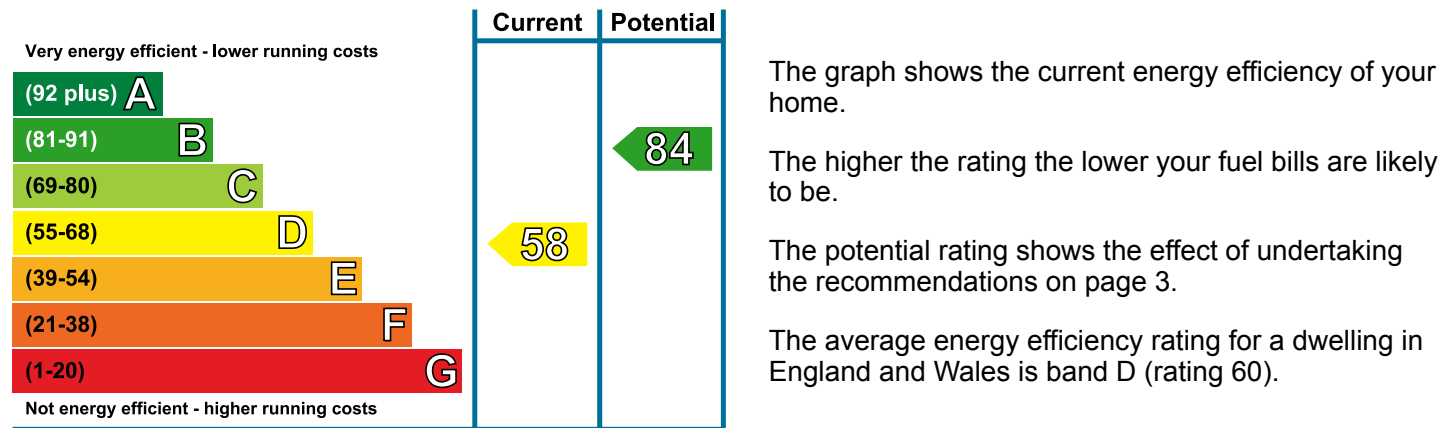 Current Potential
Very energy efficient - lower running costs
(92 plus) A
(81-91) B
84
(69-80) C
(55-68) D
58
(39-54) E
(21-38) F
(1-20) G
Not energy efficient - higher running costs
The graph shows the current energy efficiency of your
home.
The higher the rating the lower your fuel bills are likely
to be.
The potential rating shows the effect of undertaking
the recommendations on page 3.
The average energy efficiency rating for a dwelling in
England and Wales is band D (rating 60).